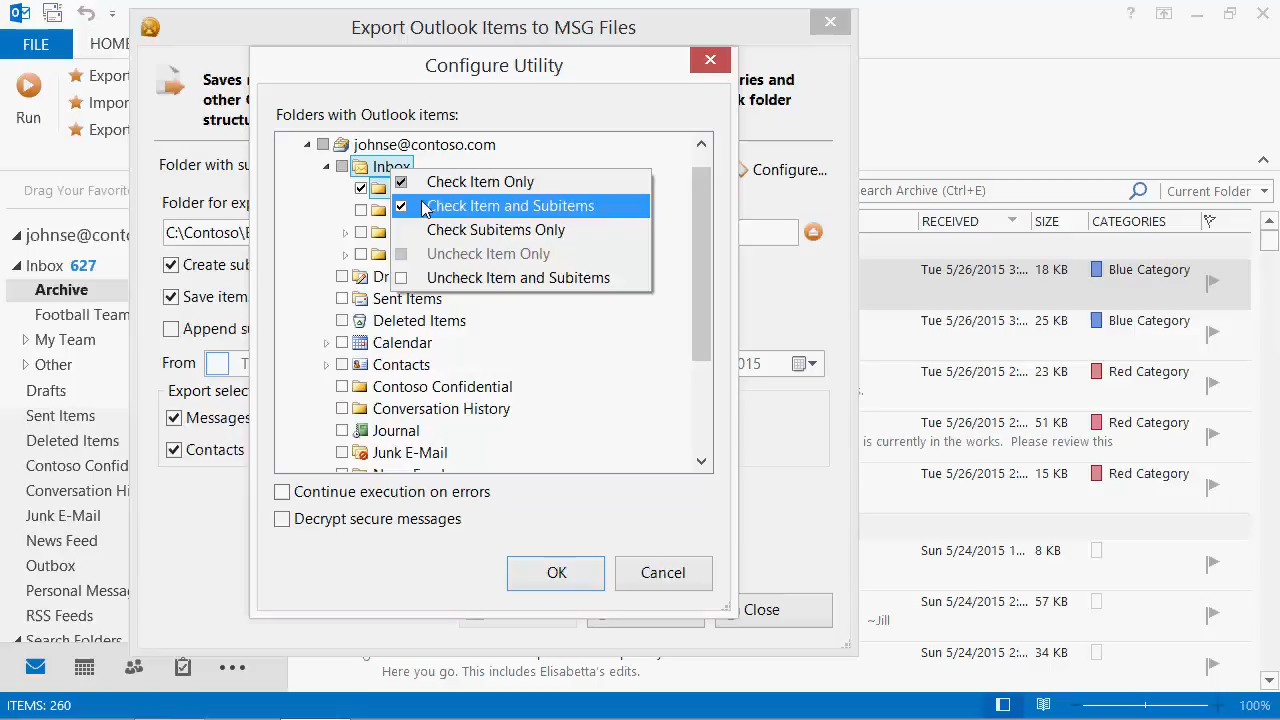 Export Outlook Items to MSG Files
FILE
HOME
Configure Utility
Export
Impor
Export
Run
Saves
other
structu
ries and
k folder
Folders with Outlook items:
johnse@contoso.com
Inbox
Check Item Only
Check Item and Subitems
Check Subitems Only
Uncheck Item Only
Uncheck Item and Subitems
Sent Items
Deleted Items
Calendar
Contacts
Contoso Confidential
Conversation History
Journal
Junk E-Mail
Continue execution on errors
Decrypt secure messages
OK
Cancel
Folder with su
Configure...
Folder for exp
C:\Contoso\E
Create sub
Save item
Append su
From
2015
Export selec
Messages
Contacts
Close
Drag Your Favorite
johnse@conto
Inbox 627
Archive
Football Team
My Team
Other
Drafts
Sent Items
Deleted Items
Contoso Confid
Conversation Hi
Junk E-Mail
News Feed
Outbox
Personal Messa
RSS Feeds
Search Folders
Search Archive (Ctrl+E)
Current Folder
RECEIVED
SIZE
CATEGORIES
Tue 5/26/2015 3:...
18 KB
Blue Category
Tue 5/26/2015 3:...
25 KB
Blue Category
Tue 5/26/2015 2:...
23 KB
Red Category
Tue 5/26/2015 2:...
51 KB
Red Category
is currently in the works. Please review this
Tue 5/26/2015 2:...
15 KB
Red Category
Sun 5/24/2015 1...
8 KB
Sun 5/24/2015 2:...
57 KB
~Jill
Sun 5/24/2015 2:...
34 KB
Here you go. This includes Elisabetta's edits.
ITEMS: 260
100%